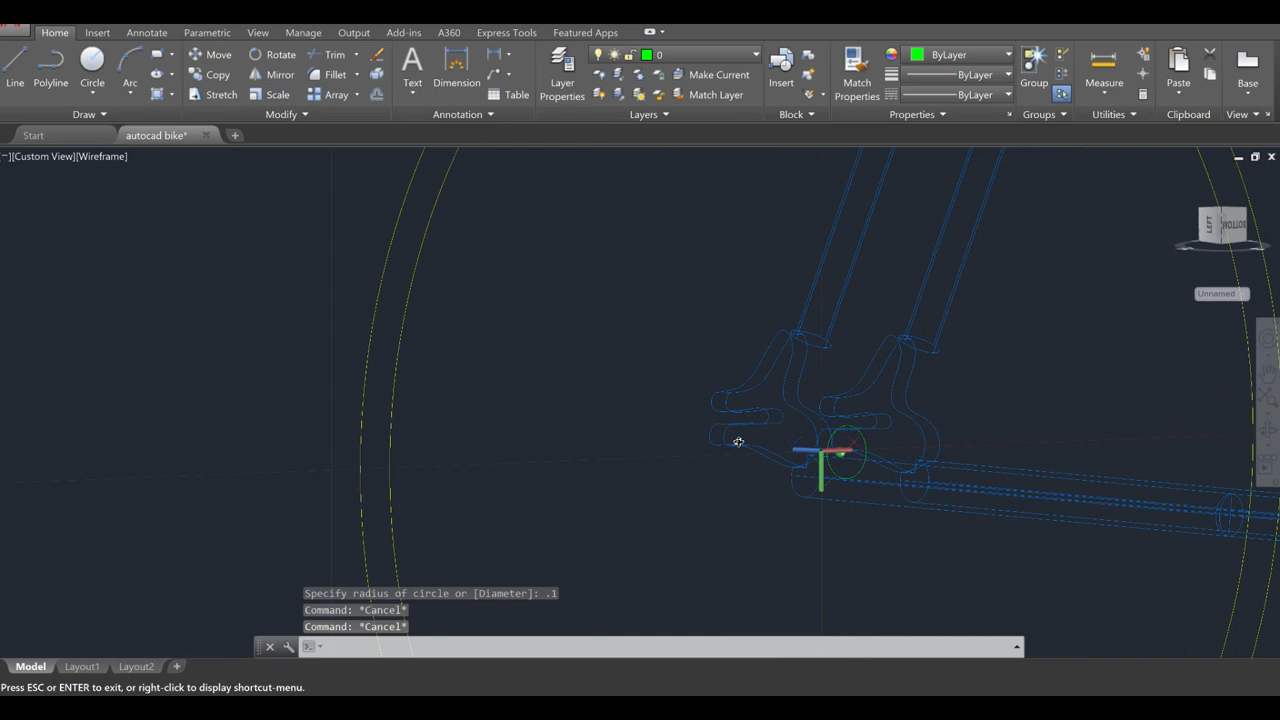 Home Insert Annotate Parametric View Manage Output Add-ins A360 Express Tools Featured Apps
Line Polyline Circle Arc
Move Rotate Trim
Copy Mirror Fillet
Stretch Scale Array
Text Dimension Table
Layer Properties
0
Make Current
Match Layer
Insert
Match Properties
ByLayer
ByLayer
ByLayer
Group
Measure
Paste
Base
Draw Modify Annotation Layers Block Properties Groups Utilities Clipboard View
Start autocad bike*
[Custom View][Wireframe]
LEFT BOTTOM
Unnamed
Specify radius of circle or [Diameter]: .1
Command: *Cancel*
Command: *Cancel*
Model Layout1 Layout2
Press ESC or ENTER to exit, or right-click to display shortcut-menu.